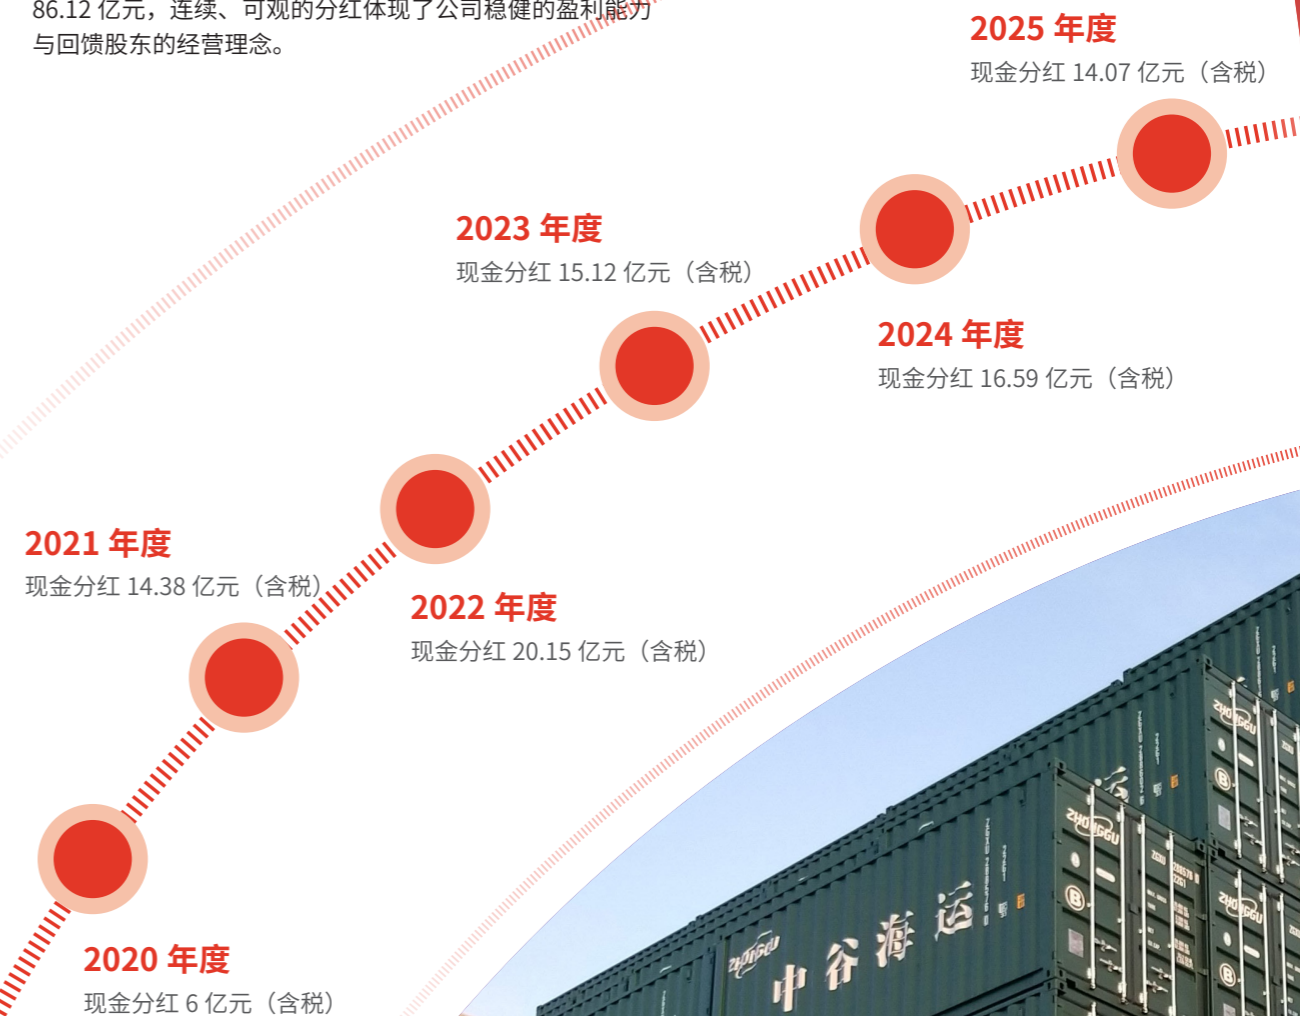 86.12 亿元，连续、可观的分红体现了公司稳健的盈利能力
与回馈股东的经营理念。
2025 年度
现金分红 14.07 亿元（含税）
2023 年度
现金分红 15.12 亿元（含税）
2024 年度
现金分红 16.59 亿元（含税）
2021 年度
现金分红 14.38 亿元（含税）
2022 年度
现金分红 20.15 亿元（含税）
2020 年度
现金分红 6 亿元（含税）
ZHONGGU
B
运
ZHONGGU
B
ZHONGGU
B
ZHONGGU
中谷海运